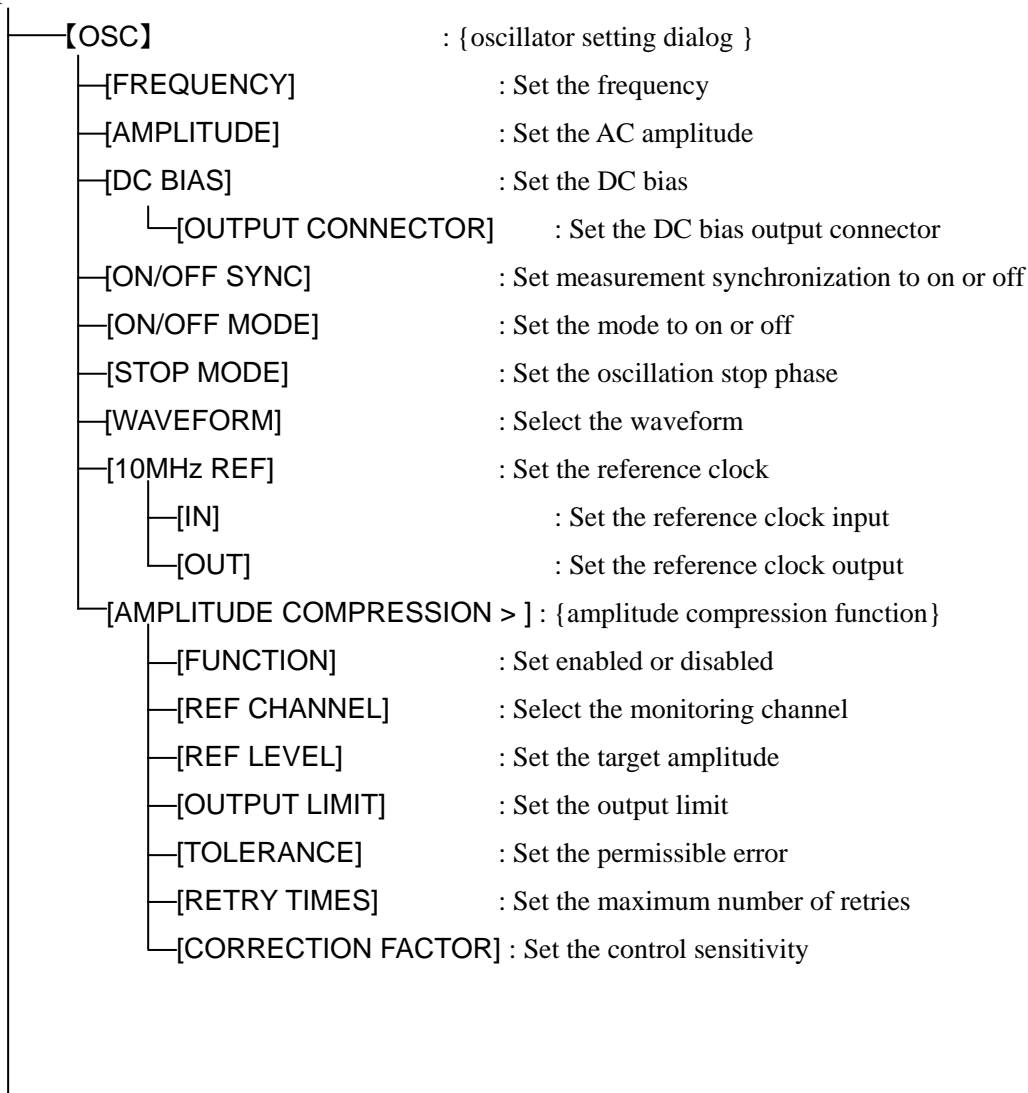 【OSC】 : {oscillator setting dialog }
[FREQUENCY] : Set the frequency
[AMPLITUDE] : Set the AC amplitude
[DC BIAS] : Set the DC bias
[OUTPUT CONNECTOR] : Set the DC bias output connector
[ON/OFF SYNC] : Set measurement synchronization to on or off
[ON/OFF MODE] : Set the mode to on or off
[STOP MODE] : Set the oscillation stop phase
[WAVEFORM] : Select the waveform
[10MHz REF] : Set the reference clock
[IN] : Set the reference clock input
[OUT] : Set the reference clock output
[AMPLITUDE COMPRESSION > ] : {amplitude compression function}
[FUNCTION] : Set enabled or disabled
[REF CHANNEL] : Select the monitoring channel
[REF LEVEL] : Set the target amplitude
[OUTPUT LIMIT] : Set the output limit
[TOLERANCE] : Set the permissible error
[RETRY TIMES] : Set the maximum number of retries
[CORRECTION FACTOR] : Set the control sensitivity